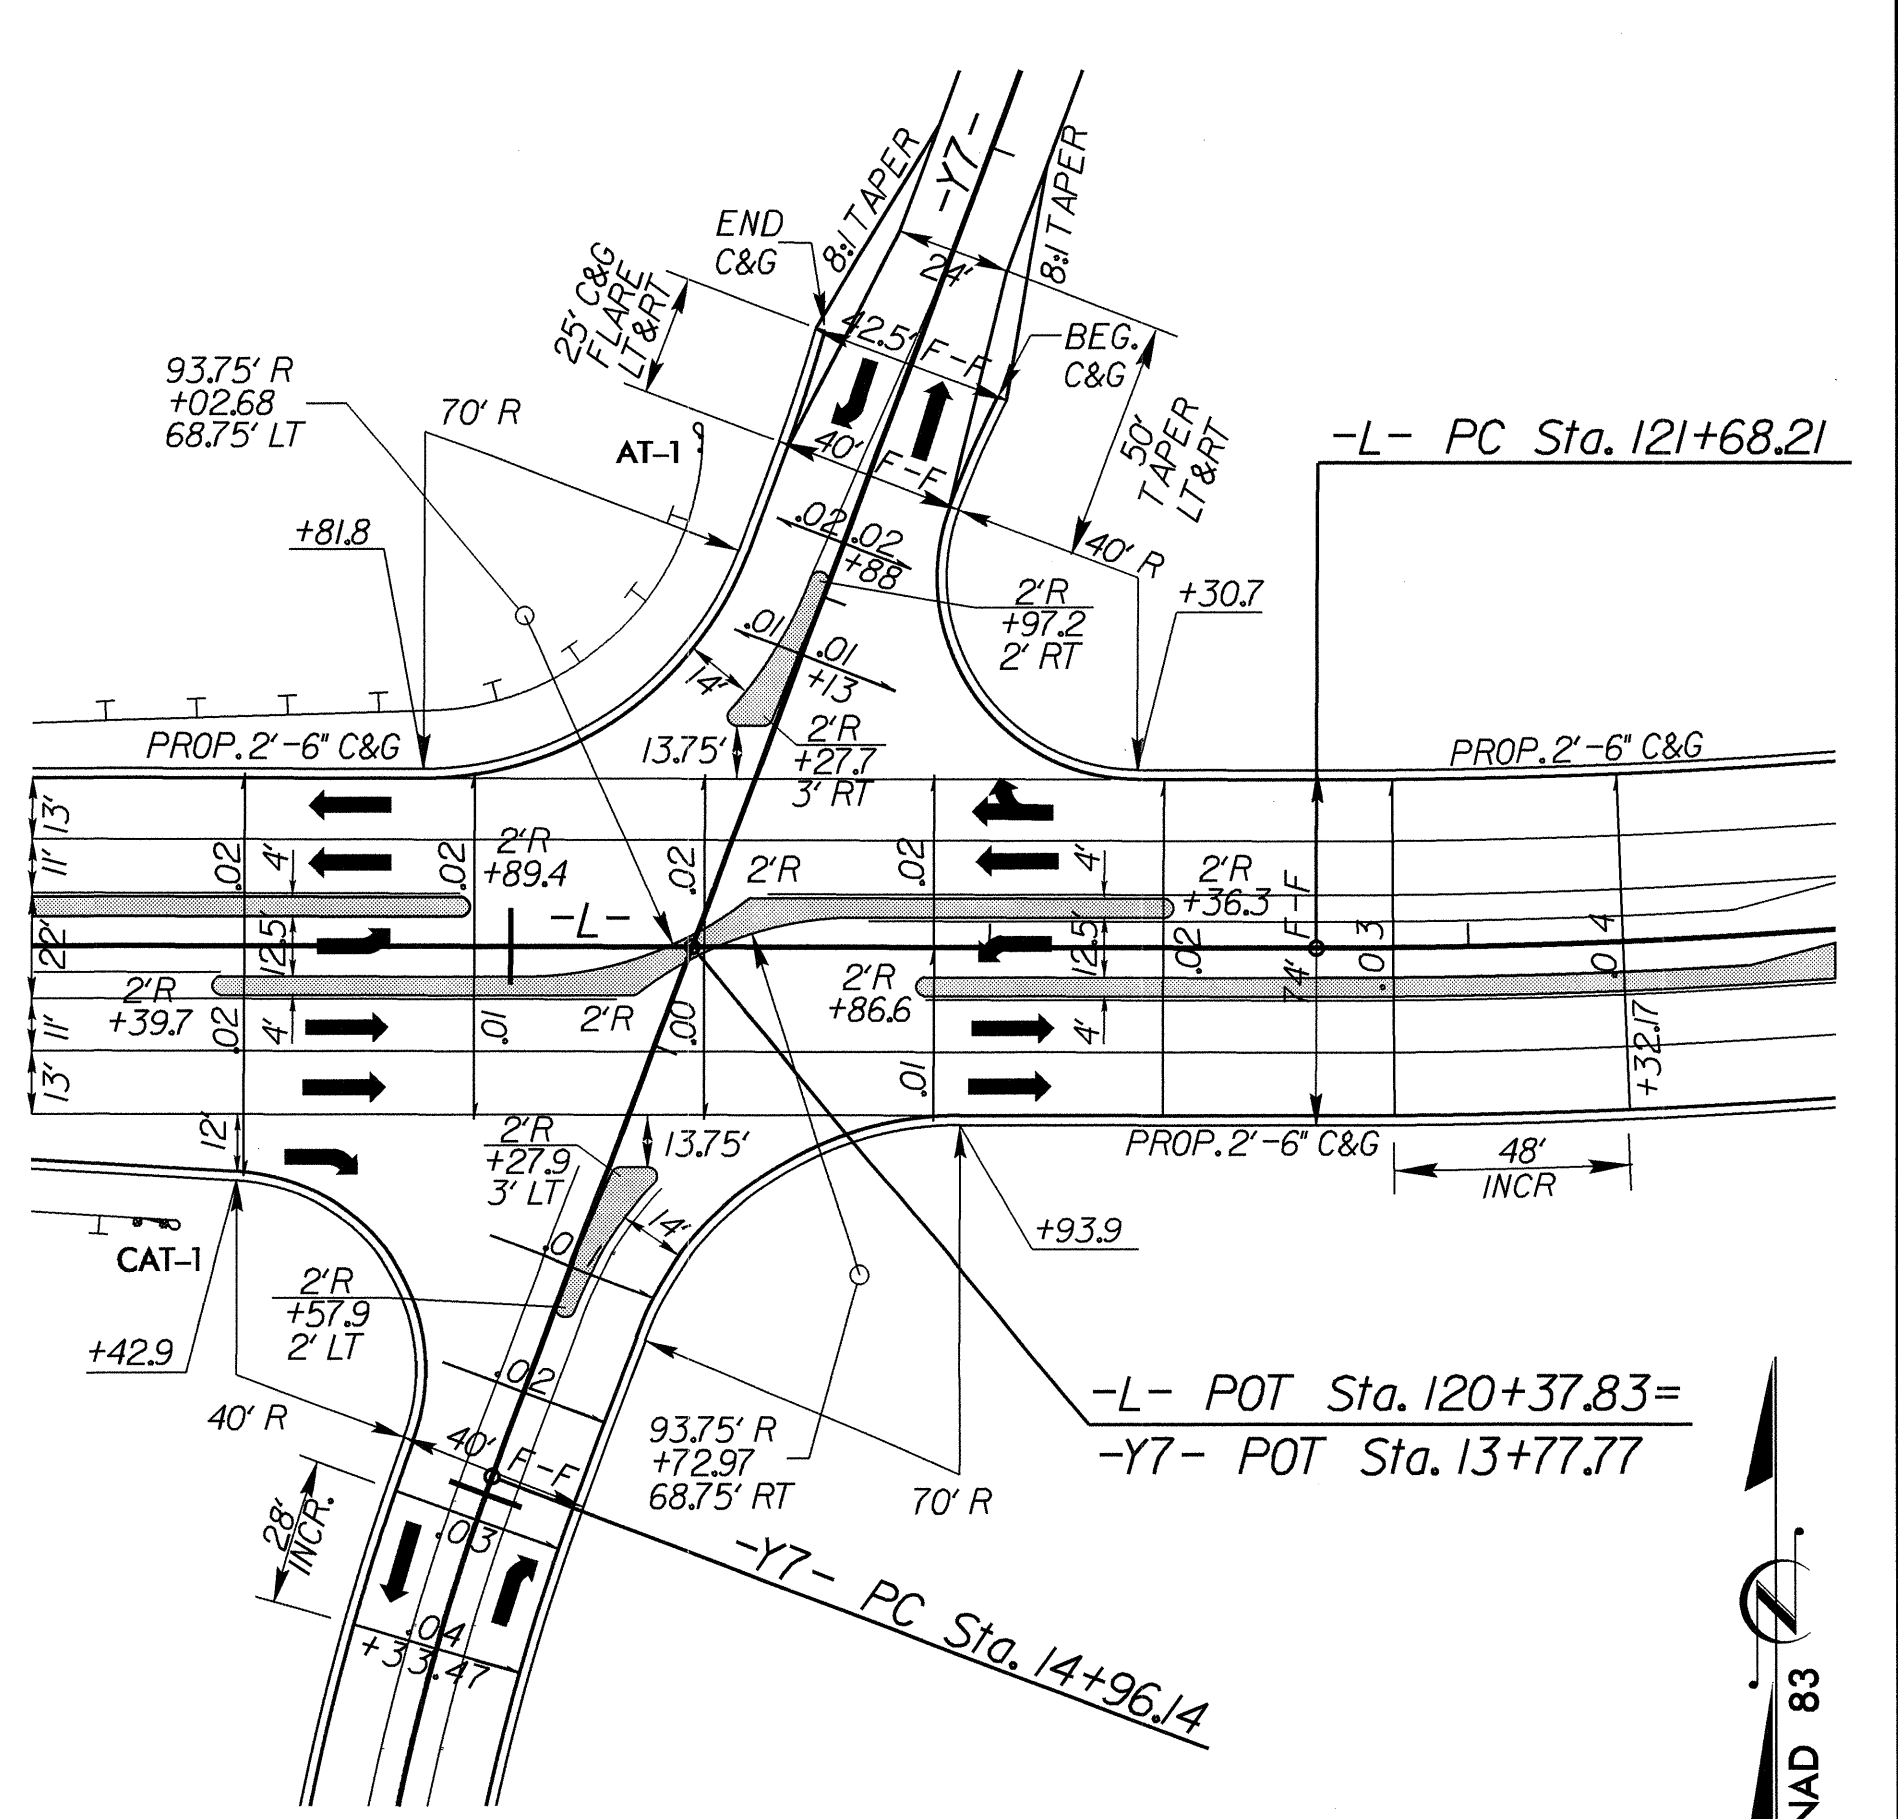 -Y7-
8:1 TAPER
8:1 TAPER
END
C&G
25' C&G
FLARE
LT&RT
24'
42.5' F-F
BEG.
C&G
50'
TAPER
LT&RT
93.75' R
+02.68
68.75' LT
70' R
AT-1
40'
F-F
-L- PC Sta. 121+68.21
+81.8
.02
.02
+88
40' R
2'R
+97.2
2' RT
+30.7
.01
.01
+13
14'
2'R
+27.7
3' RT
13.75'
PROP. 2'-6" C&G
PROP. 2'-6" C&G
13'
11'
22'
11'
13'
.02
4'
.02
2'R
+89.4
.02
2'R
.02
4'
2'R
+36.3
F-F
74'
-L-
12.5'
12.5'
.02
.03
.04
2'R
+39.7
.02
4'
.01
2'R
.00
2'R
+86.6
.01
4'
+32.17
12'
2'R
+27.9
3' LT
13.75'
PROP. 2'-6" C&G
48'
INCR
14'
+93.9
CAT-1
.0
2'R
+57.9
2' LT
+42.9
.02
40' R
40'
F-F
93.75' R
+72.97
68.75' RT
70' R
-L- POT Sta. 120+37.83=
-Y7- POT Sta. 13+77.77
28'
INCR.
.03
-Y7- PC Sta. 14+96.14
.04
+33.47
NAD 83